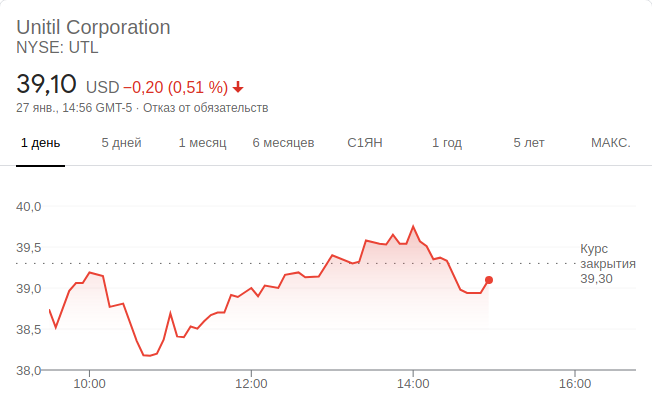 Unitil Corporation
NYSE: UTL
39,10 USD −0,20 (0,51 %)
27 янв., 14:56 GMT-5 · Отказ от обязательств
1 день 5 дней 1 месяц 6 месяцев С1ЯН 1 год 5 лет МАКС.
40,0
39,5
Курс
закрытия
39,30
39,0
38,5
38,0
10:00 12:00 14:00 16:00